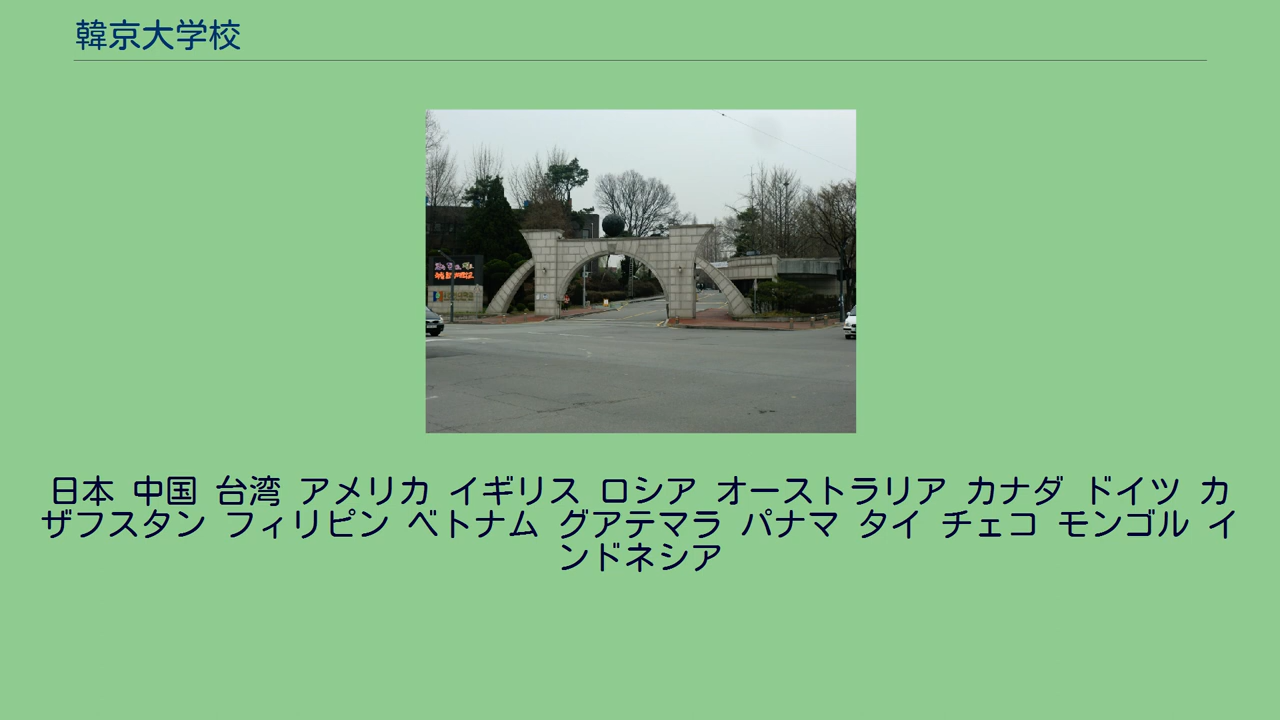 韓京大学校
日本 中国 台湾 アメリカ イギリス ロシア オーストラリア カナダ ドイツ カ
ザフスタン フィリピン ベトナム グアテマラ パナマ タイ チェコ モンゴル イ
ンドネシア